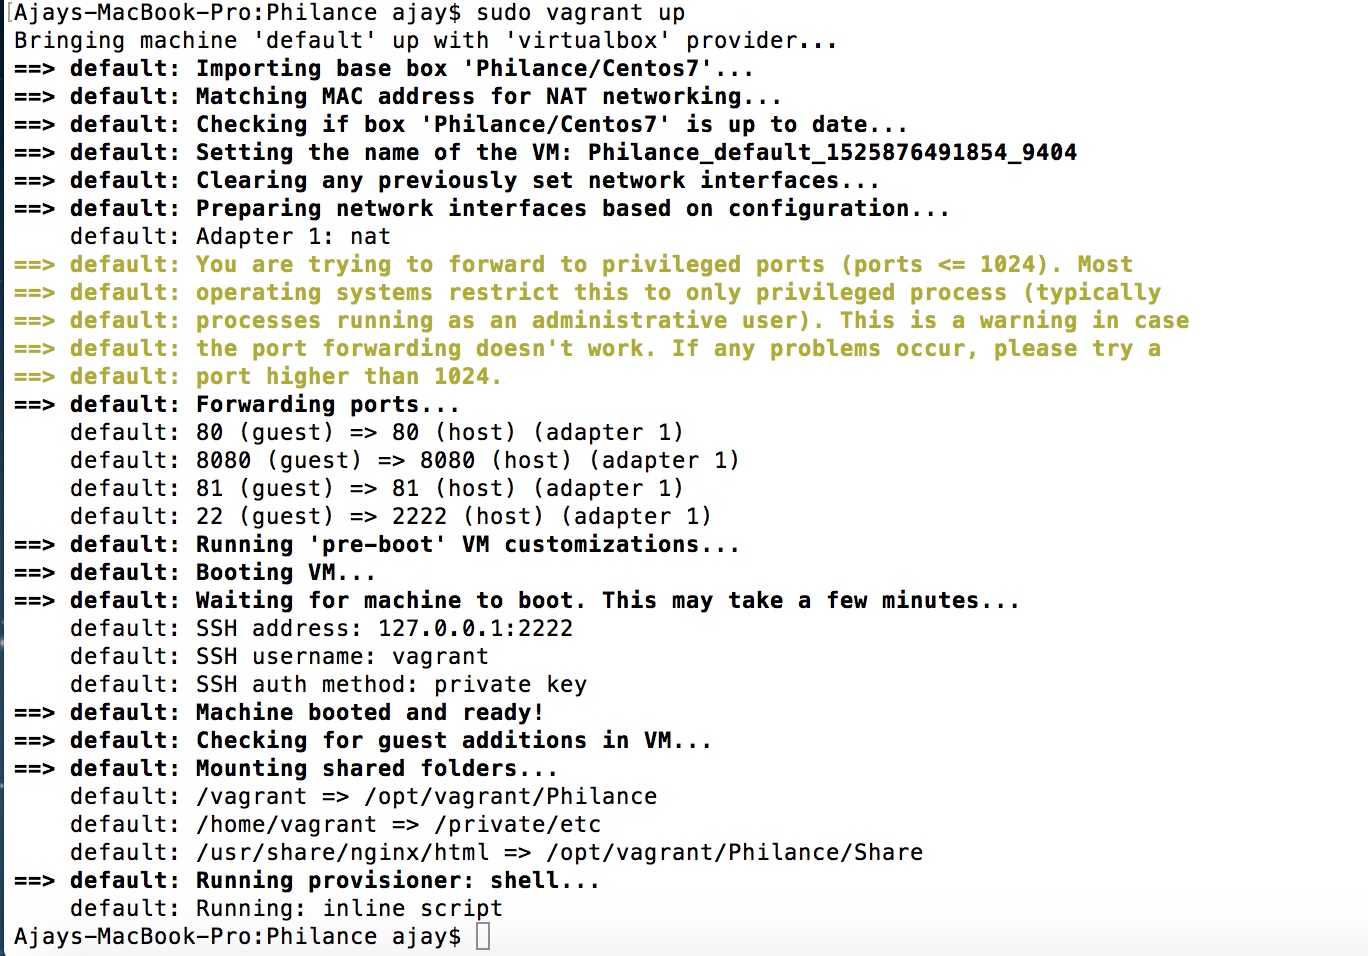 [Ajays-MacBook-Pro:Philance ajay$ sudo vagrant up
Bringing machine 'default' up with 'virtualbox' provider...
==> default: Importing base box 'Philance/Centos7'...
==> default: Matching MAC address for NAT networking...
==> default: Checking if box 'Philance/Centos7' is up to date...
==> default: Setting the name of the VM: Philance_default_1525876491854_9404
==> default: Clearing any previously set network interfaces...
==> default: Preparing network interfaces based on configuration...
    default: Adapter 1: nat
==> default: You are trying to forward to privileged ports (ports <= 1024). Most
==> default: operating systems restrict this to only privileged process (typically
==> default: processes running as an administrative user). This is a warning in case
==> default: the port forwarding doesn't work. If any problems occur, please try a
==> default: port higher than 1024.
==> default: Forwarding ports...
    default: 80 (guest) => 80 (host) (adapter 1)
    default: 8080 (guest) => 8080 (host) (adapter 1)
    default: 81 (guest) => 81 (host) (adapter 1)
    default: 22 (guest) => 2222 (host) (adapter 1)
==> default: Running 'pre-boot' VM customizations...
==> default: Booting VM...
==> default: Waiting for machine to boot. This may take a few minutes...
    default: SSH address: 127.0.0.1:2222
    default: SSH username: vagrant
    default: SSH auth method: private key
==> default: Machine booted and ready!
==> default: Checking for guest additions in VM...
==> default: Mounting shared folders...
    default: /vagrant => /opt/vagrant/Philance
    default: /home/vagrant => /private/etc
    default: /usr/share/nginx/html => /opt/vagrant/Philance/Share
==> default: Running provisioner: shell...
    default: Running: inline script
Ajays-MacBook-Pro:Philance ajay$